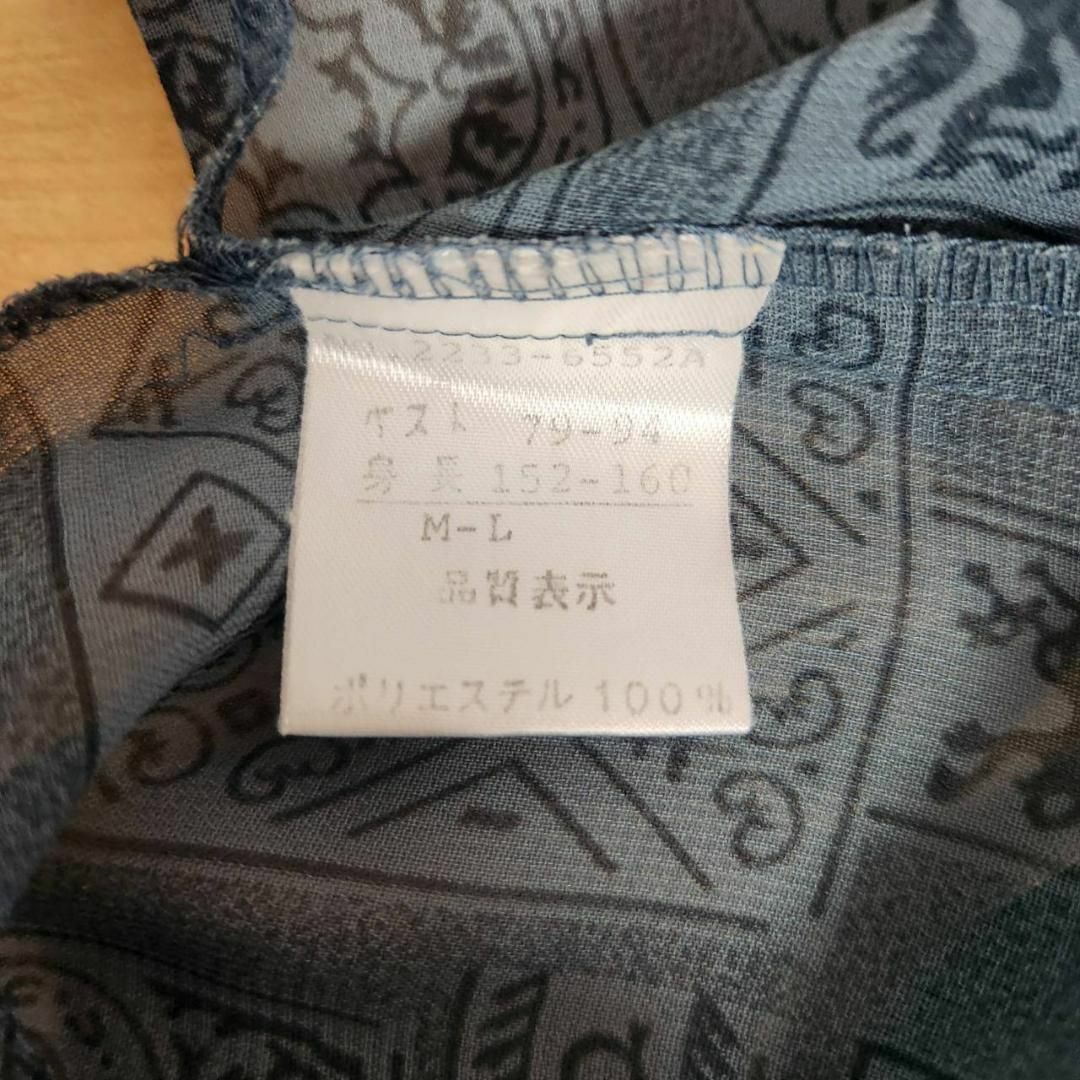 2233-6552A
バスト 79-94
身長 152-160
M-L
品質表示
ポリエステル 100%